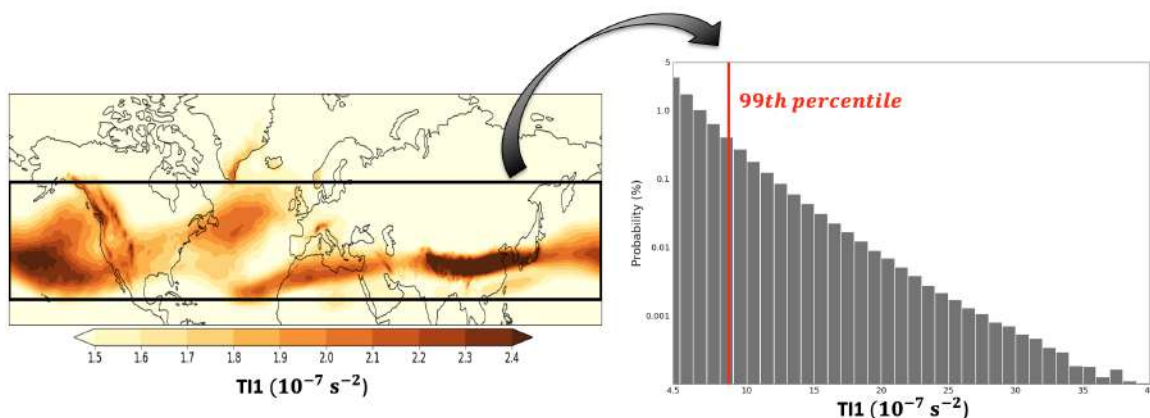 1.5 1.6 1.7 1.8 1.9 2.0 2.1 2.2 2.3 2.4
TI1 (10⁻⁷ s⁻²)
99th percentile
Probability (%)
5
1.0
0.1
0.01
0.001
4.5 10 15 20 25 30 35 4
TI1 (10⁻⁷ s⁻²)